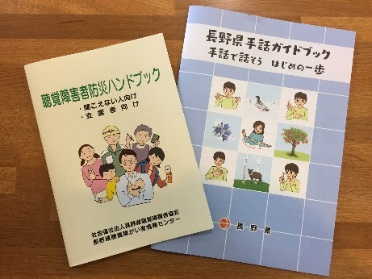 聴覚障害者防災ハンドブック
・聞こえない人向け
・支援者向け
社会福祉法人長野県聴覚障害者協会
長野県聴覚障がい者情報センター
長野県手話ガイドブック
手話で話そう はじめの一歩
長野県